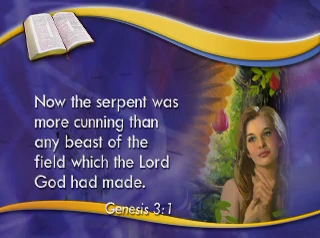 Now the serpent was
more cunning than
any beast of the
field which the Lord
God had made.
Genesis 3:1